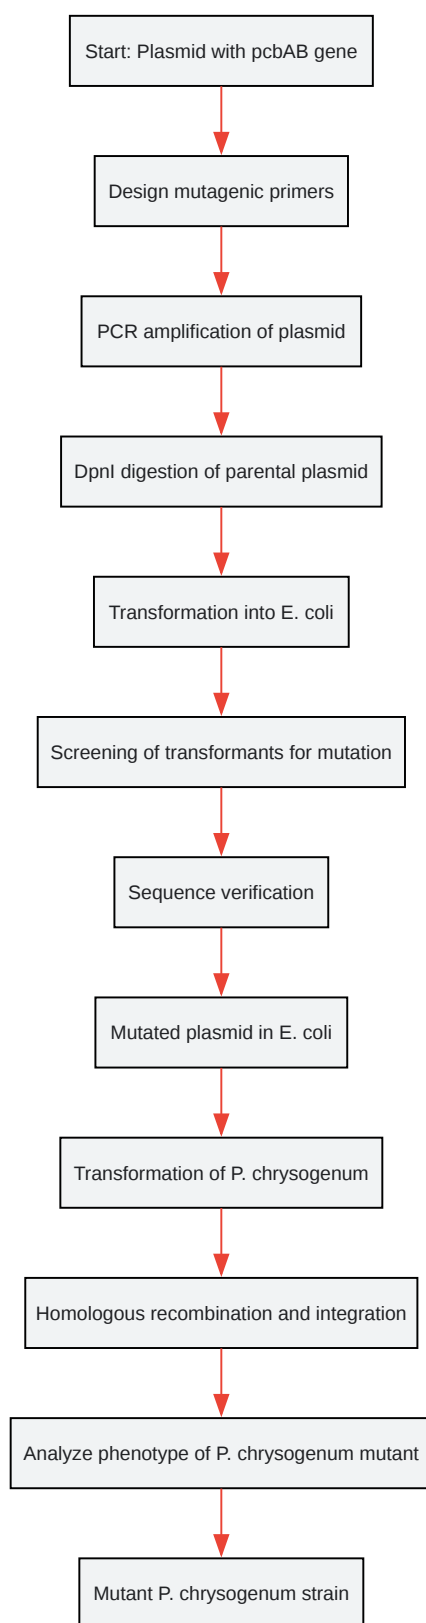 Start: Plasmid with pcbAB gene
Design mutagenic primers
PCR amplification of plasmid
DpnI digestion of parental plasmid
Transformation into E. coli
Screening of transformants for mutation
Sequence verification
Mutated plasmid in E. coli
Transformation of P. chrysogenum
Homologous recombination and integration
Analyze phenotype of P. chrysogenum mutant
Mutant P. chrysogenum strain